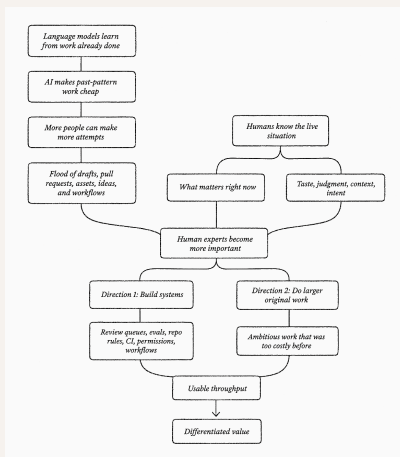 Language models learn
from work already done
AI makes past-pattern
work cheap
More people can make
more attempts
Flood of drafts, pull
requests, assets, ideas,
and workflows
Humans know the live
situation
What matters right now
Taste, judgment, context,
intent
Human experts become
more important
Direction 1: Build systems
Review queues, evals, repo
rules, CI, permissions,
workflows
Direction 2: Do larger
original work
Ambitious work that was
too costly before
Usable throughput
Differentiated value